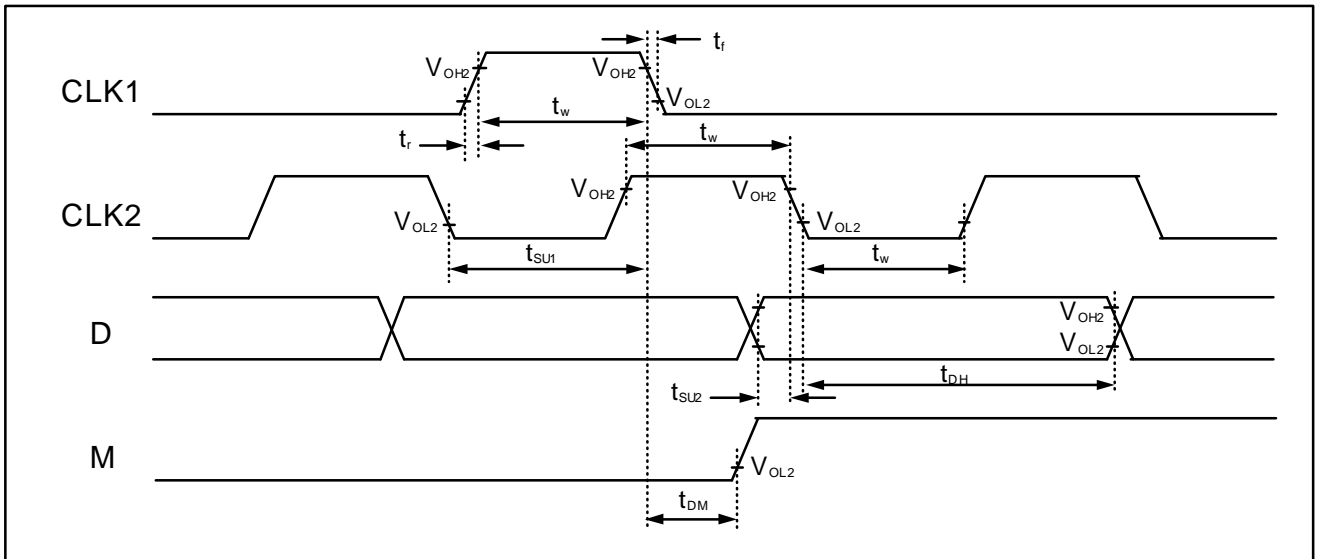 t_f
V_OH2 V_OH2
CLK1 V_OL2
t_w
t_r t_w
V_OH2 V_OH2
CLK2 V_OL2 V_OL2
t_SU1 t_w
D V_OH2
V_OL2
t_DH
t_SU2
M V_OL2
t_DM